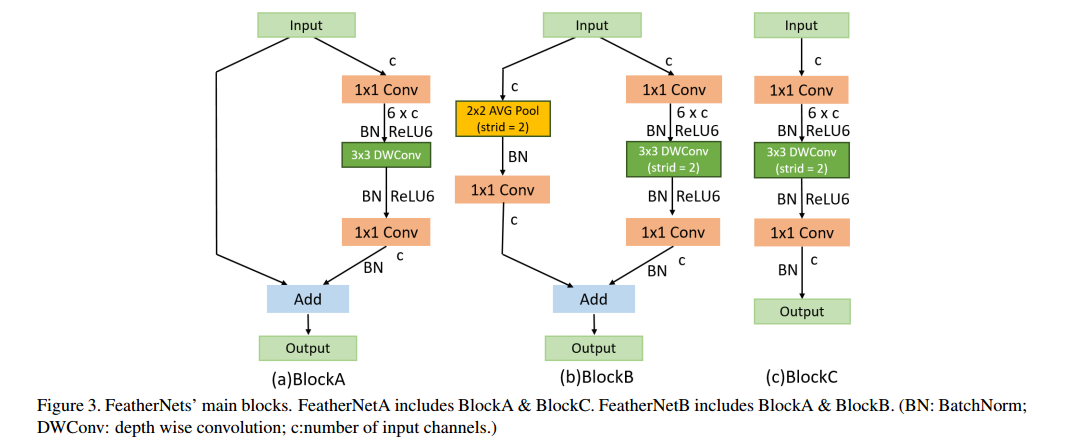 Input
c
1x1 Conv
6 x c
BN ReLU6
3x3 DWConv
BN ReLU6
1x1 Conv
c
BN
Add
Output
(a)BlockA
Input
c
c
2x2 AVG Pool
(strid = 2)
BN
1x1 Conv
c
1x1 Conv
6 x c
BN ReLU6
3x3 DWConv
(strid = 2)
BN ReLU6
1x1 Conv
c
BN
Add
Output
(b)BlockB
Input
c
1x1 Conv
6 x c
BN ReLU6
3x3 DWConv
(strid = 2)
BN ReLU6
1x1 Conv
c
BN
Output
(c)BlockC
Figure 3. FeatherNets’ main blocks. FeatherNetA includes BlockA & BlockC. FeatherNetB includes BlockA & BlockB. (BN: BatchNorm;
DWConv: depth wise convolution; c:number of input channels.)